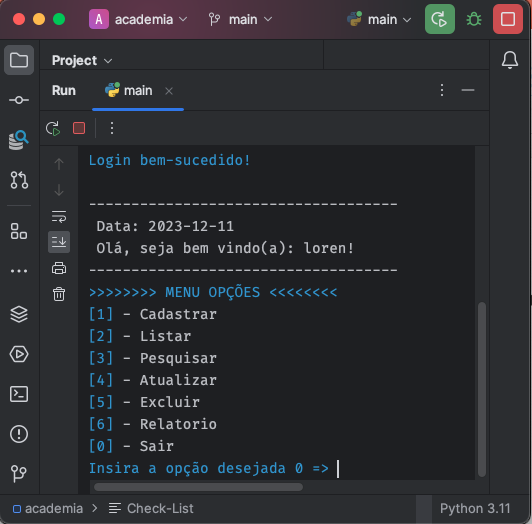 A academia main main
Project
Run main
Login bem-sucedido!
------------------------------------
Data: 2023-12-11
Olá, seja bem vindo(a): loren!
------------------------------------
>>>>>>>> MENU OPÇÕES <<<<<<<<
[1] - Cadastrar
[2] - Listar
[3] - Pesquisar
[4] - Atualizar
[5] - Excluir
[6] - Relatorio
[0] - Sair
Insira a opção desejada 0 =>
academia > Check-List Python 3.11